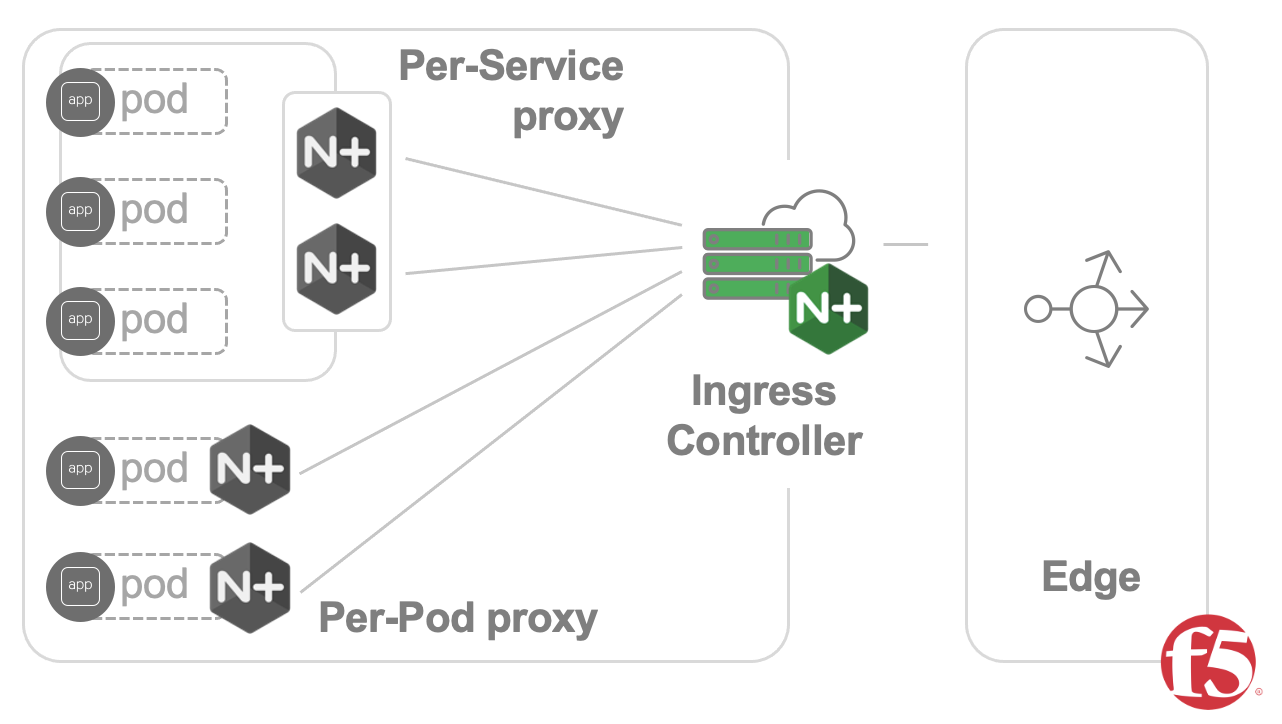 Per-Service
proxy
app pod
N+
app pod
N+
app pod
N+
Ingress
Controller
app pod N+
app pod N+
Per-Pod proxy
Edge
f5
®